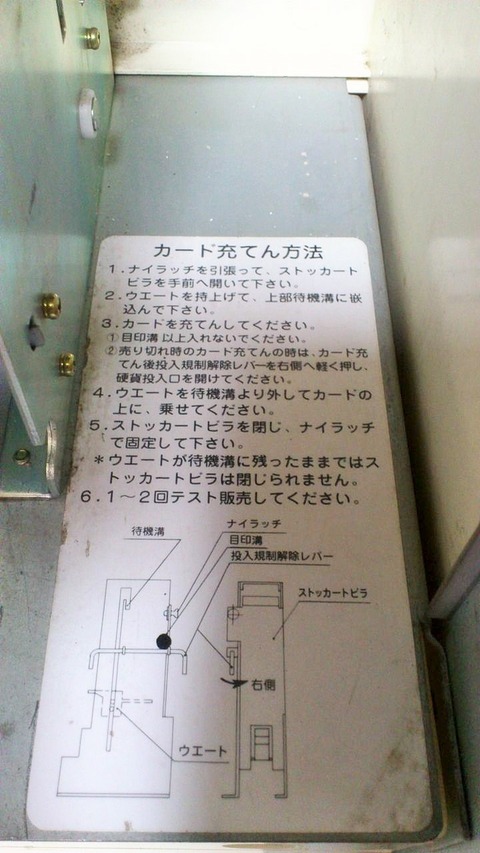 カード充てん方法
1.ナイラッチを引張って、ストッカート
ビラを手前へ開いて下さい。
2.ウエートを持上げて、上部待機溝に嵌
込んで下さい。
3.カードを充てんしてください。
①目印溝以上入れないでください。
②売り切れ時のカード充てんの時は、カード充
てん後投入規制解除レバーを右側へ軽く押し、
硬貨投入口を開けてください。
4.ウエートを待機溝より外してカードの
上に、乗せてください。
5.ストッカートビラを閉じ、ナイラッチ
で固定して下さい。
*ウエートが待機溝に残ったままではス
トッカートビラは閉じられません。
6.1〜2回テスト販売してください。
ナイラッチ
待機溝
目印溝
投入規制解除レバー
ストッカートビラ
右側
ウエート